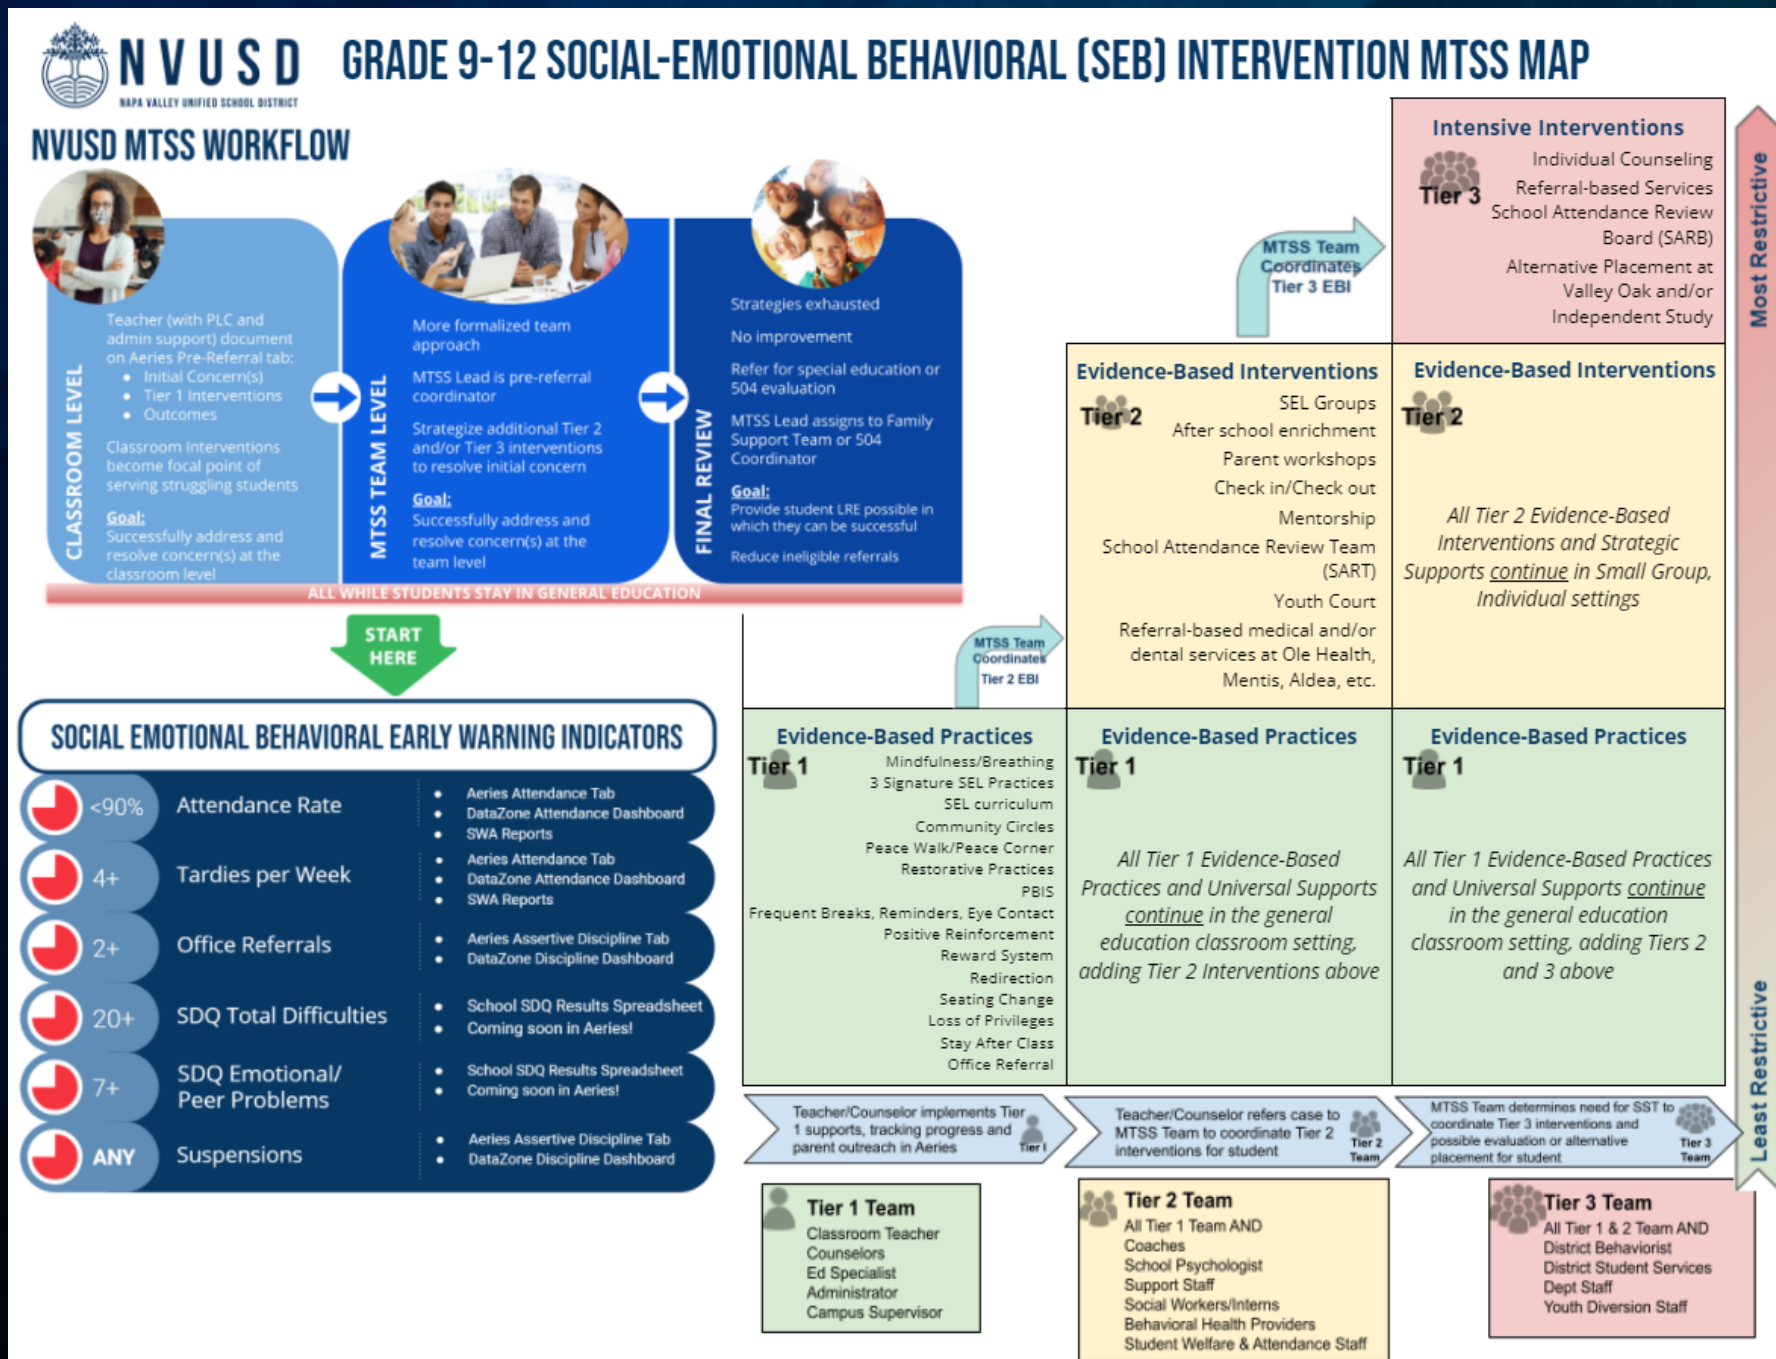 NVUSD
NAPA VALLEY UNIFIED SCHOOL DISTRICT
GRADE 9-12 SOCIAL-EMOTIONAL BEHAVIORAL (SEB) INTERVENTION MTSS MAP
NVUSD MTSS WORKFLOW
CLASSROOM LEVEL
Teacher (with PLC and
admin support) document
on Aeries Pre-Referral tab:
• Initial Concern(s)
• Tier 1 Interventions
• Outcomes
Classroom Interventions
become focal point of
serving struggling students
Goal:
Successfully address and
resolve concern(s) at the
classroom level
MTSS TEAM LEVEL
More formalized team
approach
MTSS Lead is pre-referral
coordinator
Strategize additional Tier 2
and/or Tier 3 interventions
to resolve initial concern
Goal:
Successfully address and
resolve concern(s) at the
team level
FINAL REVIEW
Strategies exhausted
No improvement
Refer for special education or
504 evaluation
MTSS Lead assigns to Family
Support Team or 504
Coordinator
Goal:
Provide student LRE possible in
which they can be successful
Reduce ineligible referrals
ALL WHILE STUDENTS STAY IN GENERAL EDUCATION
START
HERE
SOCIAL EMOTIONAL BEHAVIORAL EARLY WARNING INDICATORS
<90%
Attendance Rate
• Aeries Attendance Tab
• DataZone Attendance Dashboard
• SWA Reports
4+
Tardies per Week
• Aeries Attendance Tab
• DataZone Attendance Dashboard
• SWA Reports
2+
Office Referrals
• Aeries Assertive Discipline Tab
• DataZone Discipline Dashboard
20+
SDQ Total Difficulties
• School SDQ Results Spreadsheet
• Coming soon in Aeries!
7+
SDQ Emotional/
Peer Problems
• School SDQ Results Spreadsheet
• Coming soon in Aeries!
ANY
Suspensions
• Aeries Assertive Discipline Tab
• DataZone Discipline Dashboard
Intensive Interventions
Tier 3
Individual Counseling
Referral-based Services
School Attendance Review
Board (SARB)
Alternative Placement at
Valley Oak and/or
Independent Study
MTSS Team
Coordinates
Tier 3 EBI
Evidence-Based Interventions
Tier 2
SEL Groups
After school enrichment
Parent workshops
Check in/Check out
Mentorship
School Attendance Review Team
(SART)
Youth Court
Referral-based medical and/or
dental services at Ole Health,
Mentis, Aldea, etc.
Evidence-Based Interventions
Tier 2
All Tier 2 Evidence-Based
Interventions and Strategic
Supports continue in Small Group,
Individual settings
MTSS Team
Coordinates
Tier 2 EBI
Evidence-Based Practices
Tier 1
Mindfulness/Breathing
3 Signature SEL Practices
SEL curriculum
Community Circles
Peace Walk/Peace Corner
Restorative Practices
PBIS
Frequent Breaks, Reminders, Eye Contact
Positive Reinforcement
Reward System
Redirection
Seating Change
Loss of Privileges
Stay After Class
Office Referral
Evidence-Based Practices
Tier 1
All Tier 1 Evidence-Based
Practices and Universal Supports
continue in the general
education classroom setting,
adding Tier 2 Interventions above
Evidence-Based Practices
Tier 1
All Tier 1 Evidence-Based Practices
and Universal Supports continue
in the general education
classroom setting, adding Tiers 2
and 3 above
Most Restrictive
Least Restrictive
Teacher/Counselor implements Tier
1 supports, tracking progress and
parent outreach in Aeries
Tier I
Teacher/Counselor refers case to
MTSS Team to coordinate Tier 2
interventions for student
Tier 2
Team
MTSS Team determines need for SST to
coordinate Tier 3 interventions and
possible evaluation or alternative
placement for student
Tier 3
Team
Tier 1 Team
Classroom Teacher
Counselors
Ed Specialist
Administrator
Campus Supervisor
Tier 2 Team
All Tier 1 Team AND
Coaches
School Psychologist
Support Staff
Social Workers/Interns
Behavioral Health Providers
Student Welfare & Attendance Staff
Tier 3 Team
All Tier 1 & 2 Team AND
District Behaviorist
District Student Services
Dept Staff
Youth Diversion Staff